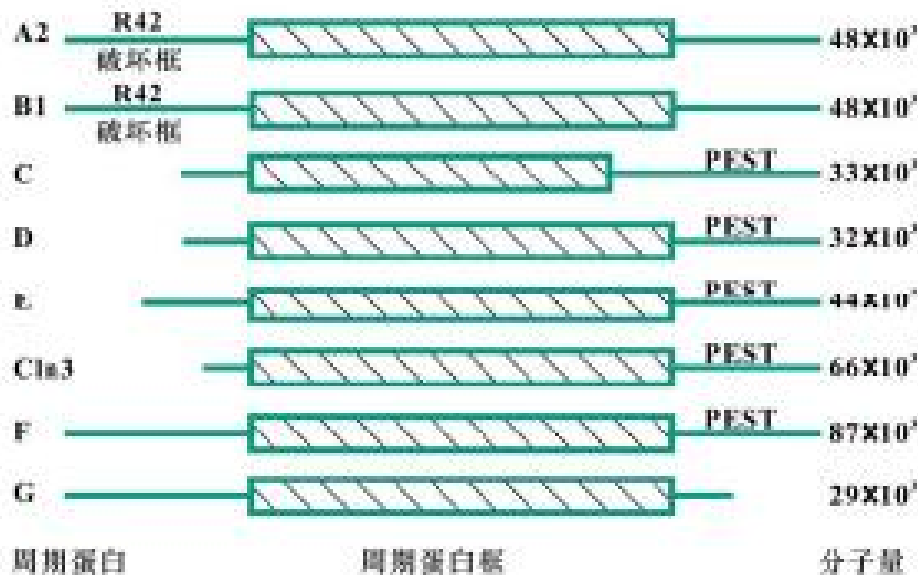 A2 R42 48X10³
破坏框
B1 R42 48X10³
破坏框
C PEST 33X10³
D PEST 32X10³
E PEST 44X10³
Cln3 PEST 66X10³
F PEST 87X10³
G 29X10³
周期蛋白 周期蛋白框 分子量